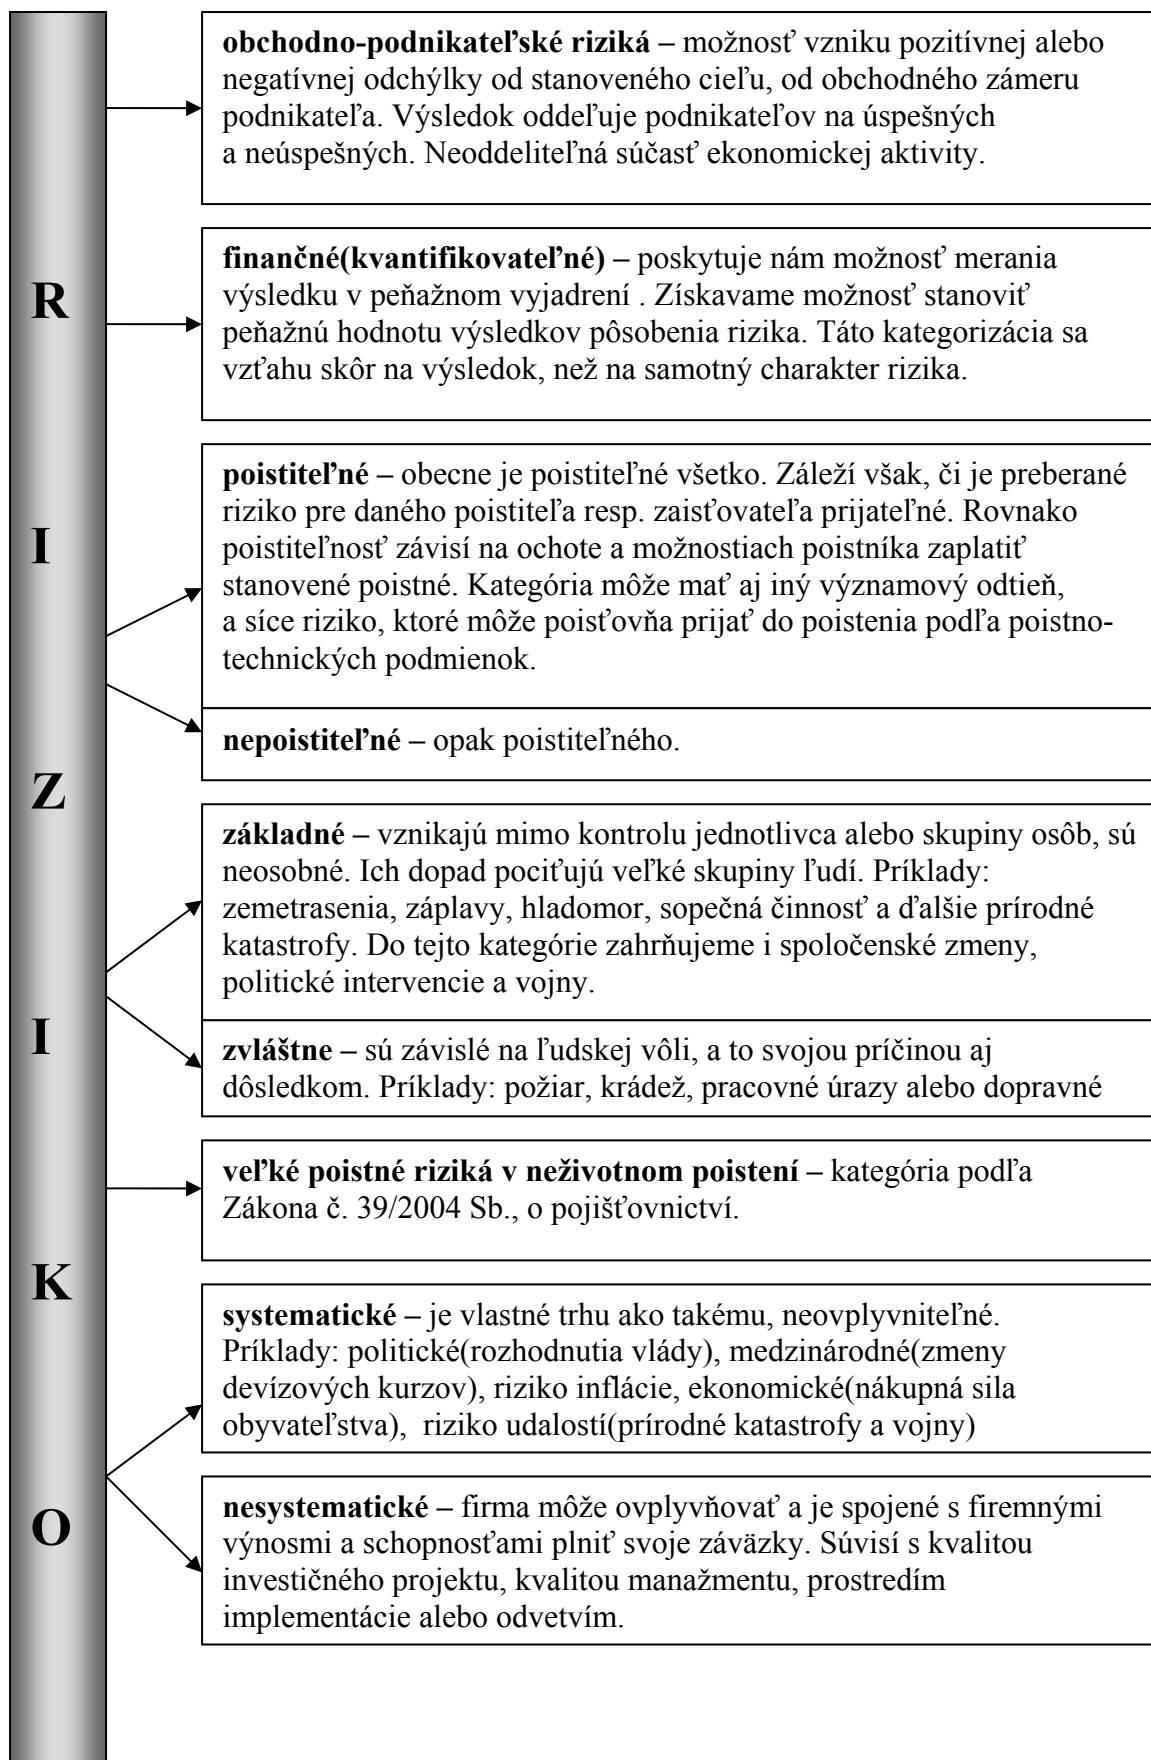 R
I
Z
I
K
O
obchodno-podnikateľské riziká – možnosť vzniku pozitívnej alebo
negatívnej odchýlky od stanoveného cieľu, od obchodného zámeru
podnikateľa. Výsledok oddeľuje podnikateľov na úspešných
a neúspešných. Neoddeliteľná súčasť ekonomickej aktivity.
finančné(kvantifikovateľné) – poskytuje nám možnosť merania
výsledku v peňažnom vyjadrení . Získavame možnosť stanoviť
peňažnú hodnotu výsledkov pôsobenia rizika. Táto kategorizácia sa
vzťahu skôr na výsledok, než na samotný charakter rizika.
poistiteľné – obecne je poistiteľné všetko. Záleží však, či je preberané
riziko pre daného poistiteľa resp. zaisťovateľa prijateľné. Rovnako
poistiteľnosť závisí na ochote a možnostiach poistníka zaplatiť
stanovené poistné. Kategória môže mať aj iný významový odtieň,
a síce riziko, ktoré môže poisťovňa prijať do poistenia podľa poistno-
technických podmienok.
nepoistiteľné – opak poistiteľného.
základné – vznikajú mimo kontrolu jednotlivca alebo skupiny osôb, sú
neosobné. Ich dopad pociťujú veľké skupiny ľudí. Príklady:
zemetrasenia, záplavy, hladomor, sopečná činnosť a ďalšie prírodné
katastrofy. Do tejto kategórie zahrňujeme i spoločenské zmeny,
politické intervencie a vojny.
zvláštne – sú závislé na ľudskej vôli, a to svojou príčinou aj
dôsledkom. Príklady: požiar, krádež, pracovné úrazy alebo dopravné
veľké poistné riziká v neživotnom poistení – kategória podľa
Zákona č. 39/2004 Sb., o pojišťovnictví.
systematické – je vlastné trhu ako takému, neovplyvniteľné.
Príklady: politické(rozhodnutia vlády), medzinárodné(zmeny
devízových kurzov), riziko inflácie, ekonomické(nákupná sila
obyvateľstva),  riziko udalostí(prírodné katastrofy a vojny)
nesystematické – firma môže ovplyvňovať a je spojené s firemnými
výnosmi a schopnosťami plniť svoje záväzky. Súvisí s kvalitou
investičného projektu, kvalitou manažmentu, prostredím
implementácie alebo odvetvím.